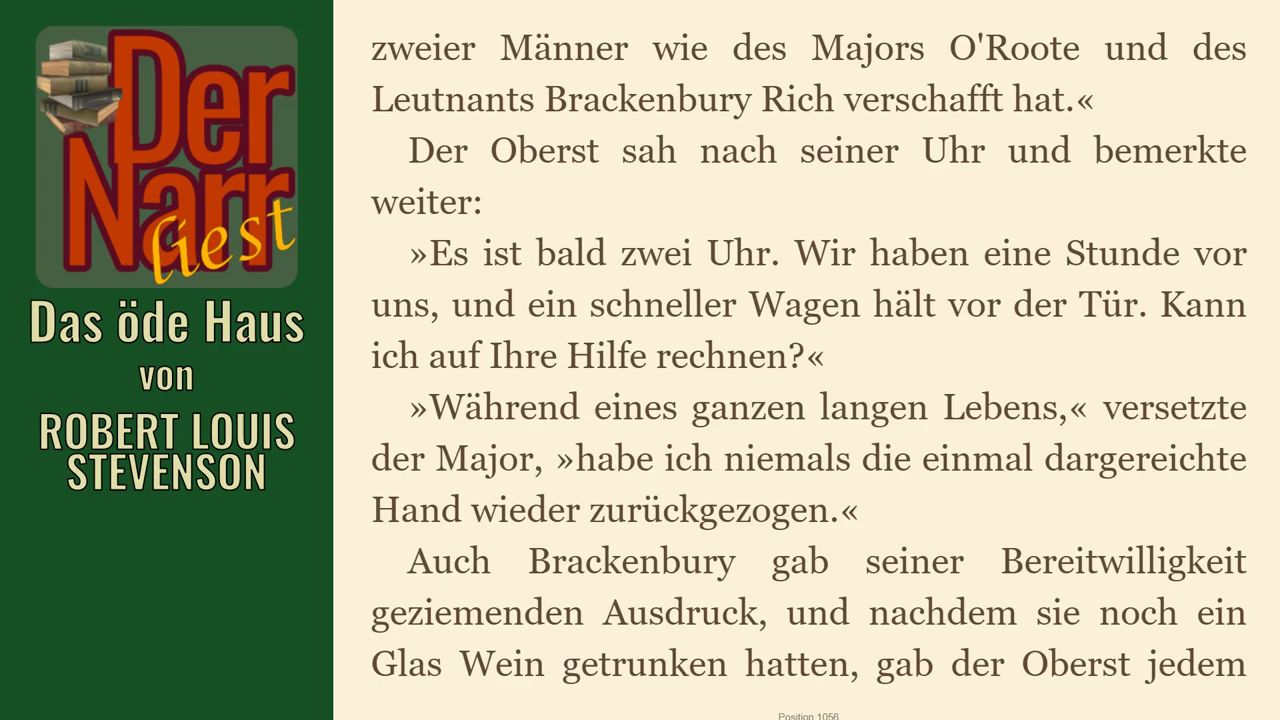 Der
Narr
liest
Das öde Haus
von
ROBERT LOUIS
STEVENSON
zweier Männer wie des Majors O'Roote und des
Leutnants Brackenbury Rich verschafft hat.«
Der Oberst sah nach seiner Uhr und bemerkte
weiter:
»Es ist bald zwei Uhr. Wir haben eine Stunde vor
uns, und ein schneller Wagen hält vor der Tür. Kann
ich auf Ihre Hilfe rechnen?«
»Während eines ganzen langen Lebens,« versetzte
der Major, »habe ich niemals die einmal dargereichte
Hand wieder zurückgezogen.«
Auch Brackenbury gab seiner Bereitwilligkeit
geziemenden Ausdruck, und nachdem sie noch ein
Glas Wein getrunken hatten, gab der Oberst jedem
Position 1056